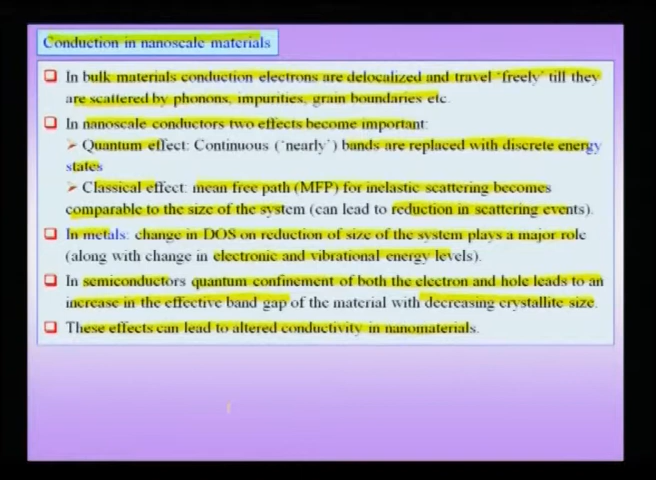 Conduction in nanoscale materials
In bulk materials conduction electrons are delocalized and travel 'freely' till they
are scattered by phonons, impurities, grain boundaries etc.
In nanoscale conductors two effects become important:
Quantum effect: Continuous ('nearly') bands are replaced with discrete energy
states
Classical effect: mean free path (MFP) for inelastic scattering becomes
comparable to the size of the system (can lead to reduction in scattering events).
In metals: change in DOS on reduction of size of the system plays a major role
(along with change in electronic and vibrational energy levels).
In semiconductors quantum confinement of both the electron and hole leads to an
increase in the effective band gap of the material with decreasing crystallite size.
These effects can lead to altered conductivity in nanomaterials.